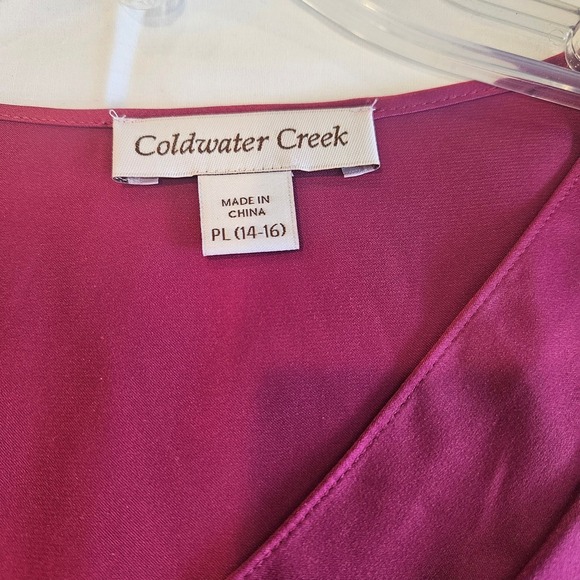 Coldwater Creek
MADE IN
CHINA
PL (14-16)